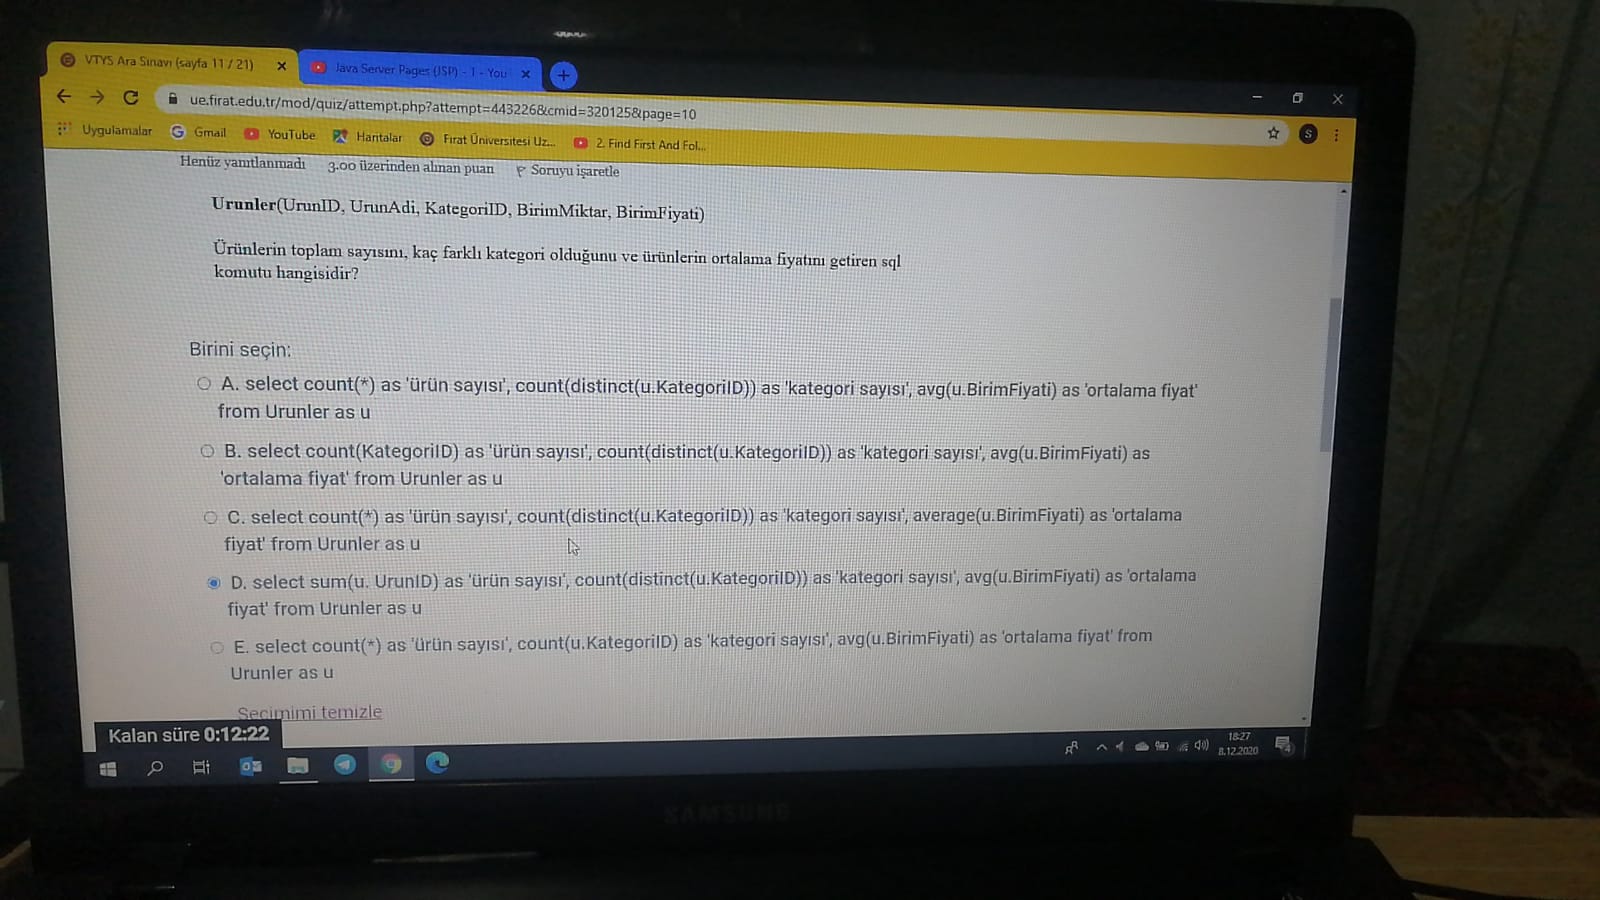 VTYS Ara Sınavı (sayfa 11 / 21)
Java Server Pages (JSP) - 1 - You
ue.firat.edu.tr/mod/quiz/attempt.php?attempt=443226&cmid=320125&page=10
S
Uygulamalar
Gmail
YouTube
Haritalar
Fırat Üniversitesi Uz...
2. Find First And Fol...
Henüz yanıtlanmadı
3.00 üzerinden alınan puan
Soruyu işaretle
Urunler(UrunID, UrunAdi, KategoriID, BirimMiktar, BirimFiyati)
Ürünlerin toplam sayısını, kaç farklı kategori olduğunu ve ürünlerin ortalama fiyatını getiren sql
komutu hangisidir?
Birini seçin:
A. select count(*) as 'ürün sayısı', count(distinct(u.KategoriID)) as 'kategori sayısı', avg(u.BirimFiyati) as 'ortalama fiyat'
from Urunler as u
B. select count(KategoriID) as 'ürün sayısı', count(distinct(u.KategoriID)) as 'kategori sayısı', avg(u.BirimFiyati) as
'ortalama fiyat' from Urunler as u
C. select count(*) as 'ürün sayısı', count(distinct(u.KategoriID)) as 'kategori sayısı', average(u.BirimFiyati) as 'ortalama
fiyat' from Urunler as u
D. select sum(u. UrunID) as 'ürün sayısı', count(distinct(u.KategoriID)) as 'kategori sayısı', avg(u.BirimFiyati) as 'ortalama
fiyat' from Urunler as u
E. select count(*) as 'ürün sayısı', count(u.KategoriID) as 'kategori sayısı', avg(u.BirimFiyati) as 'ortalama fiyat' from
Urunler as u
Seçimimi temizle
Kalan süre 0:12:22
18:27
8.12.2020
4
SAMSUNG